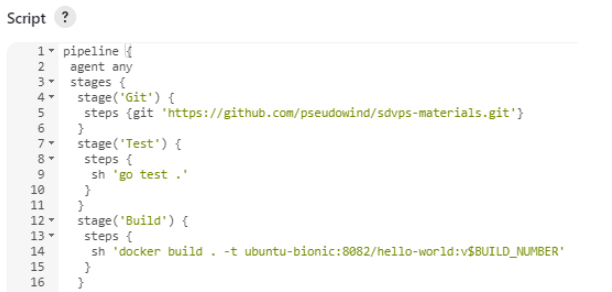 Script ?
1 pipeline {
2 agent any
3 stages {
4 stage('Git') {
5 steps {git 'https://github.com/pseudowind/sdvps-materials.git'}
6 }
7 stage('Test') {
8 steps {
9 sh 'go test .'
10 }
11 }
12 stage('Build') {
13 steps {
14 sh 'docker build . -t ubuntu-bionic:8082/hello-world:v$BUILD_NUMBER'
15 }
16 }